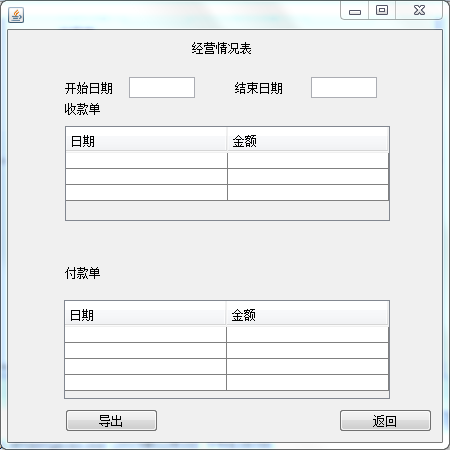 经营情况表
开始日期 结束日期
收款单
日期 金额
付款单
日期 金额
导出 返回